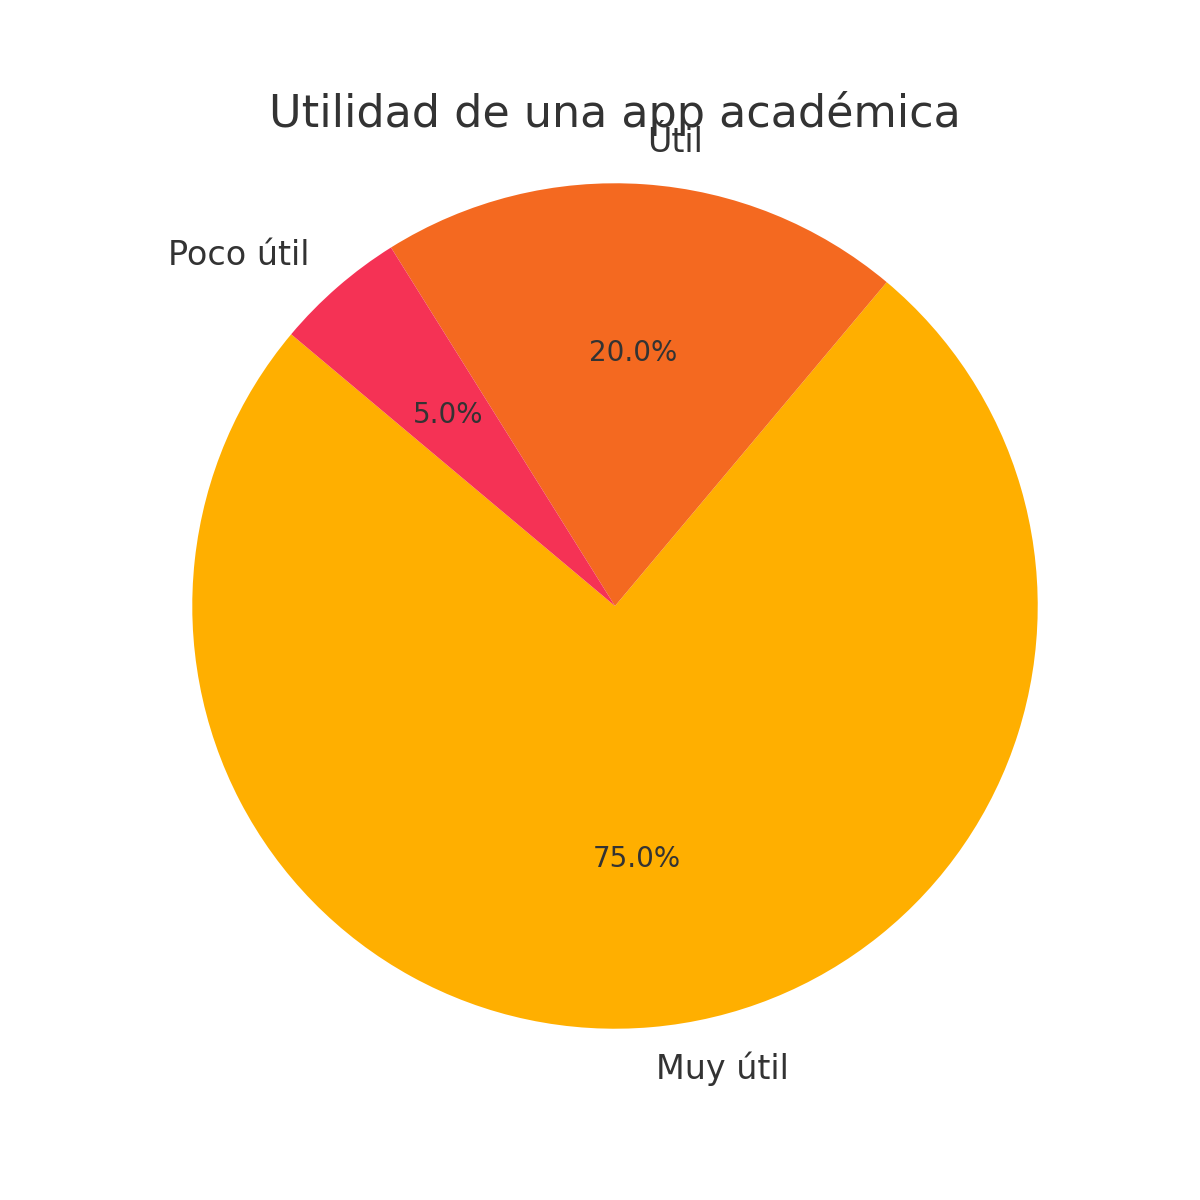 Utilidad de una app académica
Útil
Poco útil
20.0%
5.0%
75.0%
Muy útil